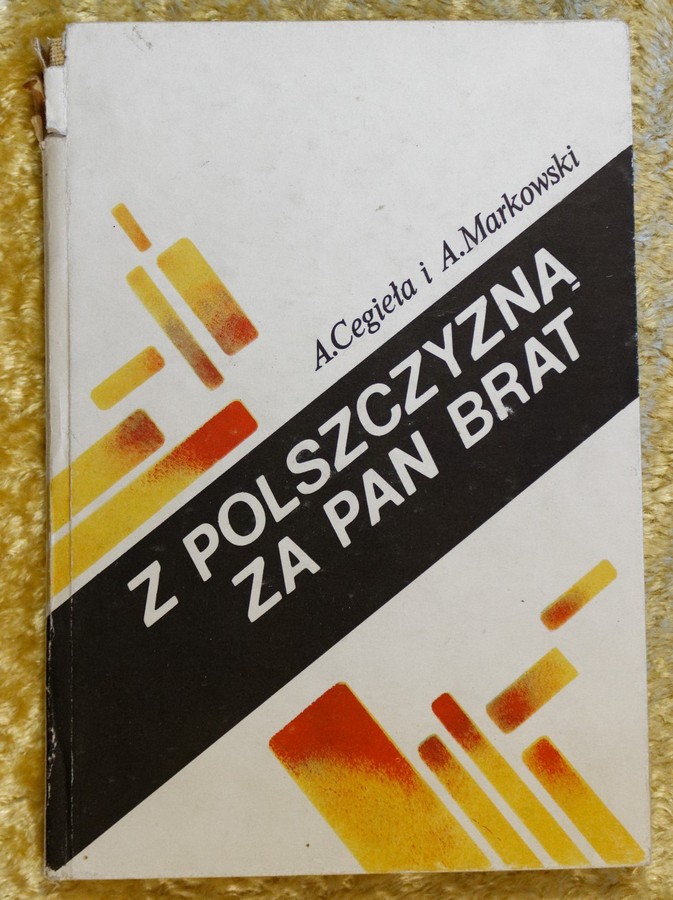 A.Cegieła i A.Markowski
Z POLSZCZYZNĄ
ZA PAN BRAT